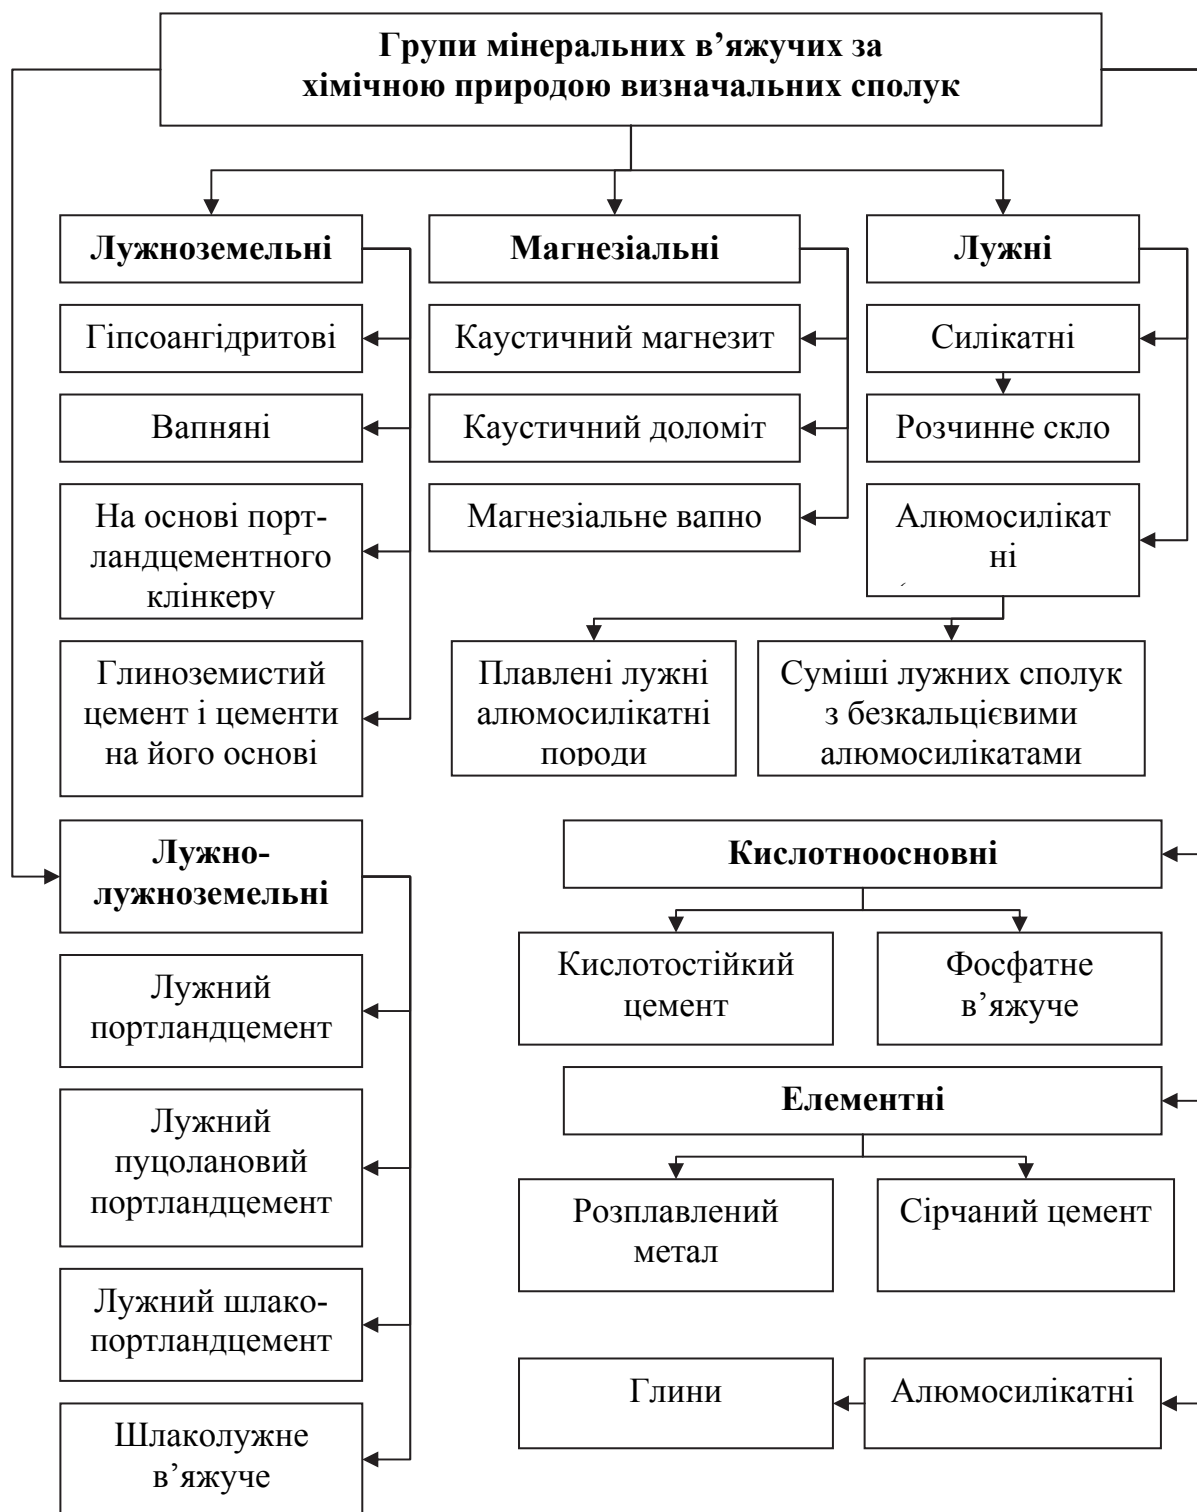 Групи мінеральних в’яжучих за
хімічною природою визначальних сполук
Лужноземельні
Гіпсоангідритові
Вапняні
На основі порт-
ландцементного
клінкеру
Глиноземистий
цемент і цементи
на його основі
Магнезіальні
Каустичний магнезит
Каустичний доломіт
Магнезіальне вапно
Лужні
Силікатні
Розчинне скло
Алюмосилікат
ні
Плавлені лужні
алюмосилікатні
породи
Суміші лужних сполук
з безкальцієвими
алюмосилікатами
Лужно-
лужноземельні
Лужний
портландцемент
Лужний
пуцолановий
портландцемент
Лужний шлако-
портландцемент
Шлаколужне
в’яжуче
Кислотноосновні
Кислотостійкий
цемент
Фосфатне
в’яжуче
Елементні
Розплавлений
метал
Сірчаний цемент
Алюмосилікатні
Глини